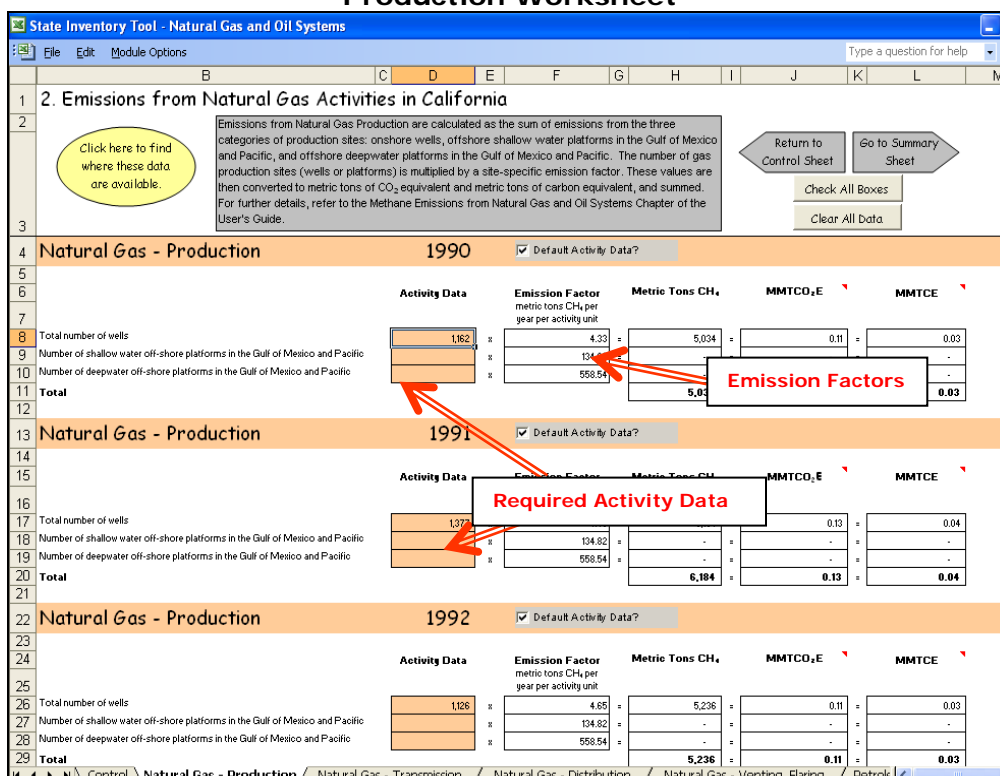 Production Worksheet
State Inventory Tool - Natural Gas and Oil Systems
File Edit Module Options Type a question for help
B C D E F G H I J K L M
1 2. Emissions from Natural Gas Activities in California
2
3
Click here to find
where these data
are available.
Emissions from Natural Gas Production are calculated as the sum of emissions from the three
categories of production sites: onshore wells, offshore shallow water platforms in the Gulf of Mexico
and Pacific, and offshore deepwater platforms in the Gulf of Mexico and Pacific. The number of gas
production sites (wells or platforms) is multiplied by a site-specific emission factor. These values are
then converted to metric tons of CO₂ equivalent and metric tons of carbon equivalent, and summed.
For further details, refer to the Methane Emissions from Natural Gas and Oil Systems Chapter of the
User's Guide.
Return to
Control Sheet
Go to Summary
Sheet
Check All Boxes
Clear All Data
4 Natural Gas - Production 1990 Default Activity Data?
5
6 Activity Data Emission Factor Metric Tons CH₄ MMTCO₂E MMTCE
metric tons CH₄ per
7 year per activity unit
8 Total number of wells 1,162 x 4.33 = 5,034 = 0.11 = 0.03
9 Number of shallow water off-shore platforms in the Gulf of Mexico and Pacific x = -
10 Number of deepwater off-shore platforms in the Gulf of Mexico and Pacific x 558.54 -
11 Total 0.03
12
Emission Factors
13 Natural Gas - Production 1991 Default Activity Data?
14
15 Activity Data Emission Factor Metric Tons CH₄ MMTCO₂E MMTCE
16
Required Activity Data
17 Total number of wells 1,377 0.13 = 0.04
18 Number of shallow water off-shore platforms in the Gulf of Mexico and Pacific x 134.82 = - = - = -
19 Number of deepwater off-shore platforms in the Gulf of Mexico and Pacific x 558.54 = - = - = -
20 Total 6,184 = 0.13 = 0.04
21
22 Natural Gas - Production 1992 Default Activity Data?
23
24 Activity Data Emission Factor Metric Tons CH₄ MMTCO₂E MMTCE
metric tons CH₄ per
25 year per activity unit
26 Total number of wells 1,126 x 4.65 = 5,236 = 0.11 = 0.03
27 Number of shallow water off-shore platforms in the Gulf of Mexico and Pacific x 134.82 = - = - = -
28 Number of deepwater off-shore platforms in the Gulf of Mexico and Pacific x 558.54 = - = - = -
29 Total 5,236 = 0.11 = 0.03
Control Natural Gas - Production Natural Gas - Transmission Natural Gas - Distribution Natural Gas - Venting, Flaring